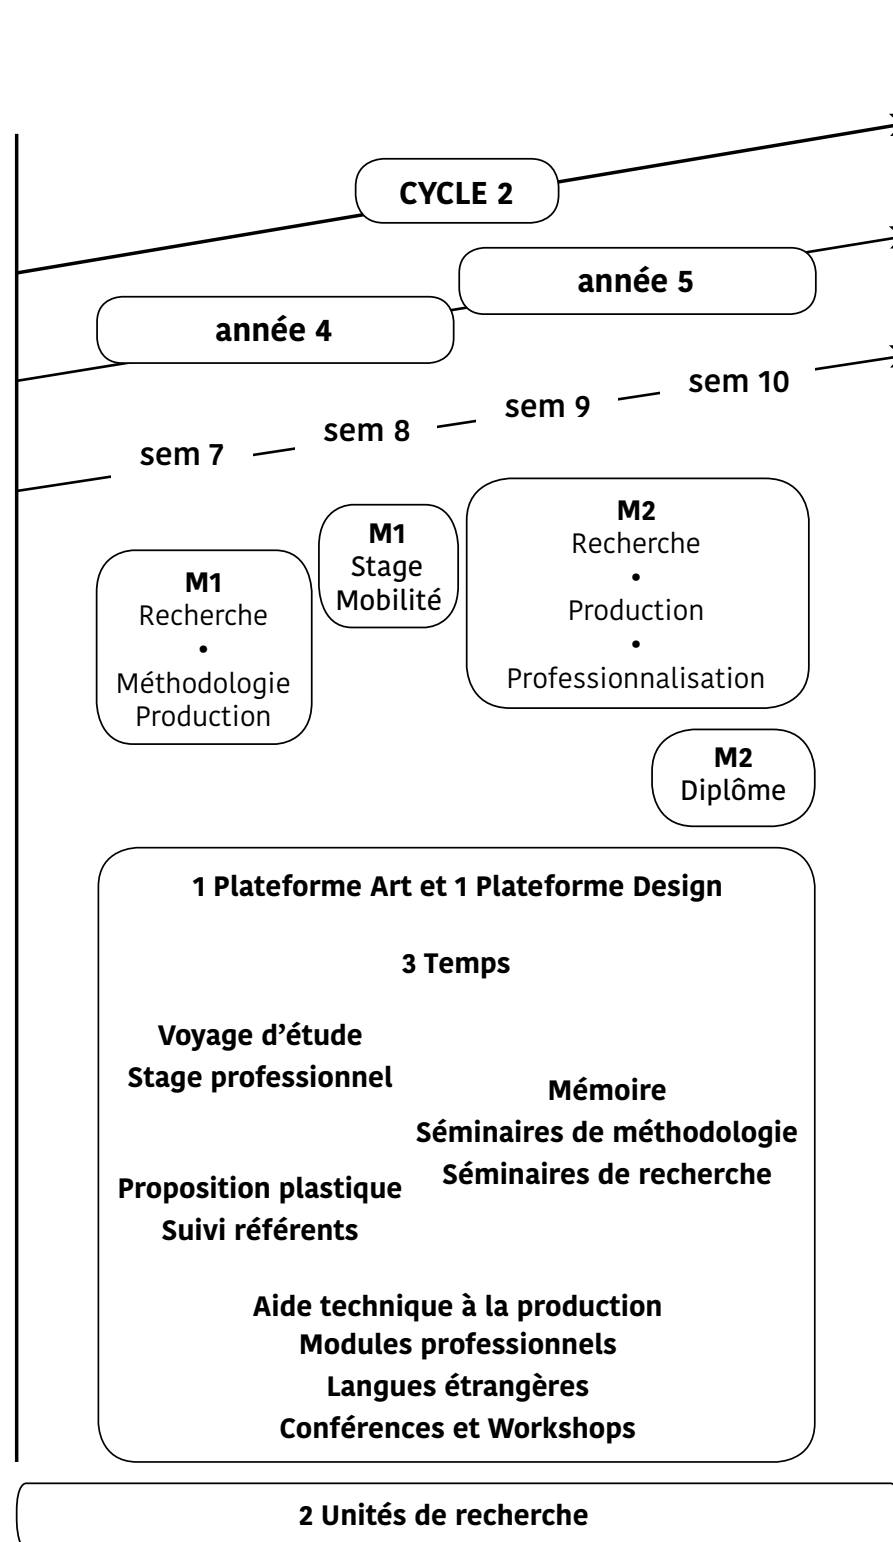 CYCLE 2
année 5
année 4
sem 10
sem 9
sem 8
sem 7
M1
Recherche
•
Méthodologie
Production
M1
Stage
Mobilité
M2
Recherche
•
Production
•
Professionnalisation
M2
Diplôme
1 Plateforme Art et 1 Plateforme Design
3 Temps
Voyage d’étude
Stage professionnel
Mémoire
Séminaires de méthodologie
Séminaires de recherche
Proposition plastique
Suivi référents
Aide technique à la production
Modules professionnels
Langues étrangères
Conférences et Workshops
2 Unités de recherche